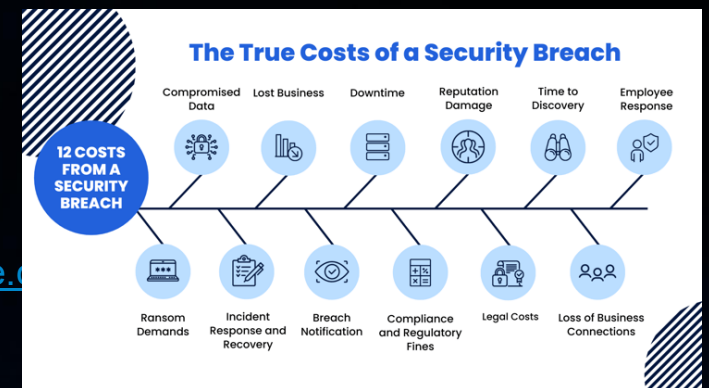 The True Costs of a Security Breach
12 COSTS
FROM A
SECURITY
BREACH
Compromised
Data
Lost Business
Downtime
Reputation
Damage
Time to
Discovery
Employee
Response
Ransom
Demands
Incident
Response and
Recovery
Breach
Notification
Compliance
and Regulatory
Fines
Legal Costs
Loss of Business
Connections